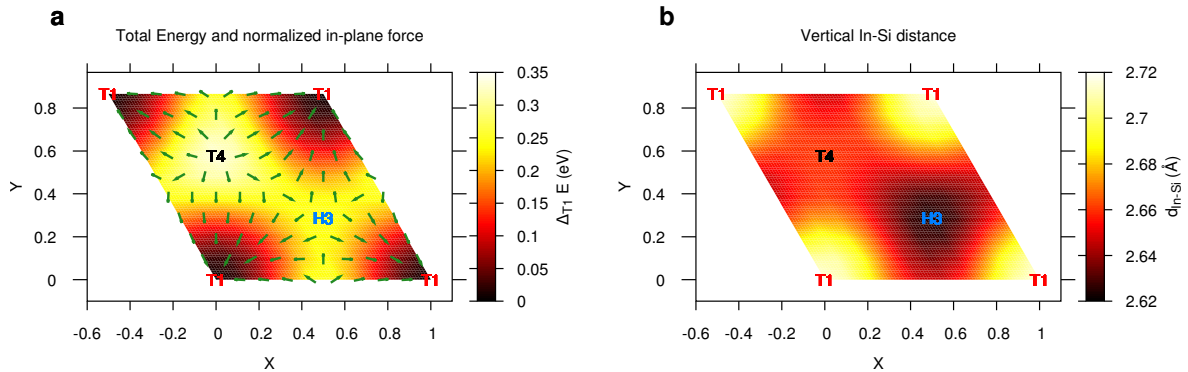 a
Total Energy and normalized in-plane force
0
0.2
0.4
0.6
0.8
-0.6 -0.4 -0.2 0 0.2 0.4 0.6 0.8 1
X
Y
T1 T1
T4
H3
T1 T1
0
0.05
0.1
0.15
0.2
0.25
0.3
0.35
ΔT1 E (eV)
b
Vertical In-Si distance
0
0.2
0.4
0.6
0.8
-0.6 -0.4 -0.2 0 0.2 0.4 0.6 0.8 1
X
Y
T1 T1
T4
H3
T1 T1
2.62
2.64
2.66
2.68
2.7
2.72
dIn-Si (Å)